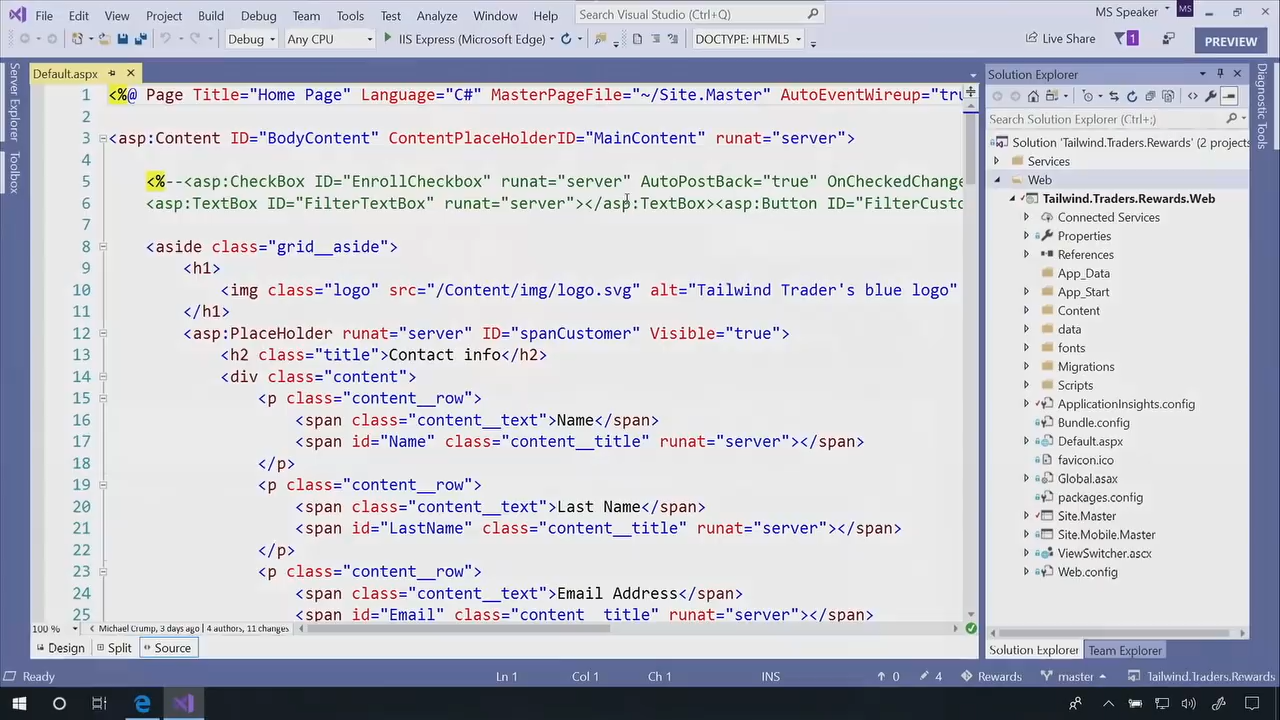 File Edit View Project Build Debug Team Tools Test Analyze Window Help Search Visual Studio (Ctrl+Q) MS Speaker MS
Debug Any CPU IIS Express (Microsoft Edge) DOCTYPE: HTML5 Live Share 1 PREVIEW
Server Explorer
Toolbox
Default.aspx
1 <%@ Page Title="Home Page" Language="C#" MasterPageFile="~/Site.Master" AutoEventWireup="tru
2
3 <asp:Content ID="BodyContent" ContentPlaceHolderID="MainContent" runat="server">
4
5 <%--<asp:CheckBox ID="EnrollCheckbox" runat="server" AutoPostBack="true" OnCheckedChange
6 <asp:TextBox ID="FilterTextBox" runat="server"></asp:TextBox><asp:Button ID="FilterCusto
7
8 <aside class="grid__aside">
9 <h1>
10 <img class="logo" src="/Content/img/logo.svg" alt="Tailwind Trader's blue logo"
11 </h1>
12 <asp:PlaceHolder runat="server" ID="spanCustomer" Visible="true">
13 <h2 class="title">Contact info</h2>
14 <div class="content">
15 <p class="content__row">
16 <span class="content__text">Name</span>
17 <span id="Name" class="content__title" runat="server"></span>
18 </p>
19 <p class="content__row">
20 <span class="content__text">Last Name</span>
21 <span id="LastName" class="content__title" runat="server"></span>
22 </p>
23 <p class="content__row">
24 <span class="content__text">Email Address</span>
25 <span id="Email" class="content__title" runat="server"></span>
100 % Michael Crump, 3 days ago | 4 authors, 11 changes
Design Split Source
Solution Explorer
Search Solution Explorer (Ctrl+;)
Solution 'Tailwind.Traders.Rewards' (2 projects
Services
Web
Tailwind.Traders.Rewards.Web
Connected Services
Properties
References
App_Data
App_Start
Content
data
fonts
Migrations
Scripts
ApplicationInsights.config
Bundle.config
Default.aspx
favicon.ico
Global.asax
packages.config
Site.Master
Site.Mobile.Master
ViewSwitcher.ascx
Web.config
Solution Explorer Team Explorer
Diagnostic Tools
Ready Ln 1 Col 1 Ch 1 INS 0 4 Rewards master Tailwind.Traders.Rewards